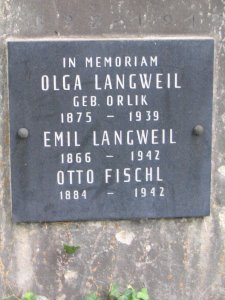 IN MEMORIAM
OLGA LANGWEIL
GEB. ORLIK
1875 - 1939
EMIL LANGWEIL
1866 - 1942
OTTO FISCHL
1884 - 1942